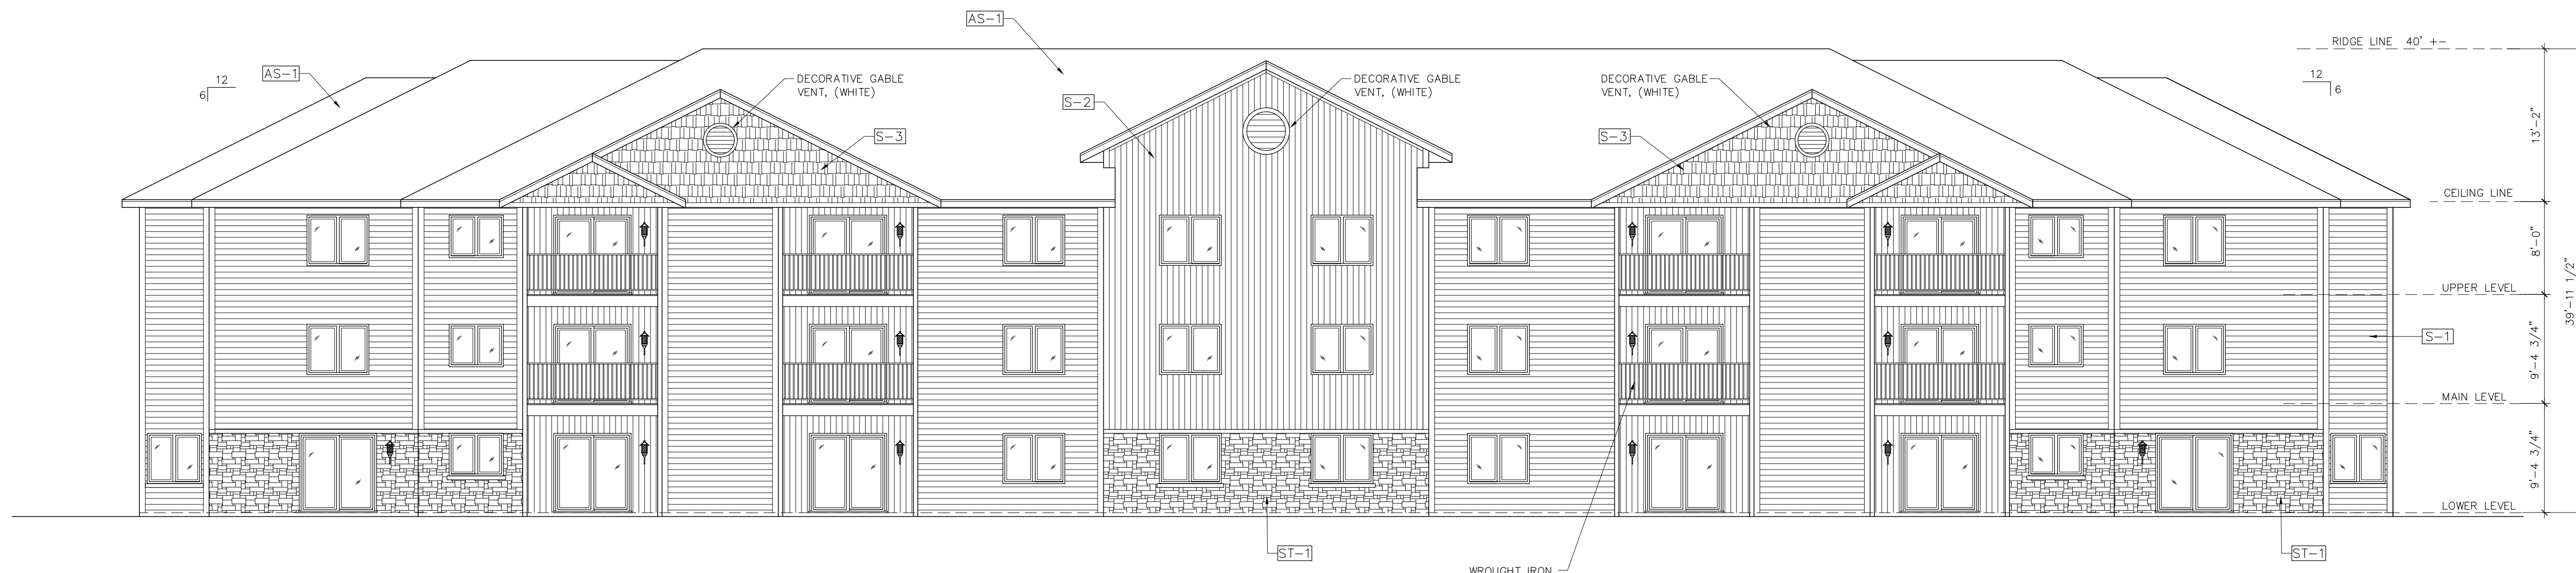 AS-1
RIDGE LINE 40' +-
12
6
AS-1
DECORATIVE GABLE
VENT, (WHITE)
S-2
S-3
DECORATIVE GABLE
VENT, (WHITE)
DECORATIVE GABLE
VENT, (WHITE)
S-3
12
6
13'-2"
CEILING LINE
8'-0"
UPPER LEVEL
39'-11 1/2"
S-1
9'-4 3/4"
MAIN LEVEL
9'-4 3/4"
LOWER LEVEL
ST-1
ST-1
WROUGHT IRON